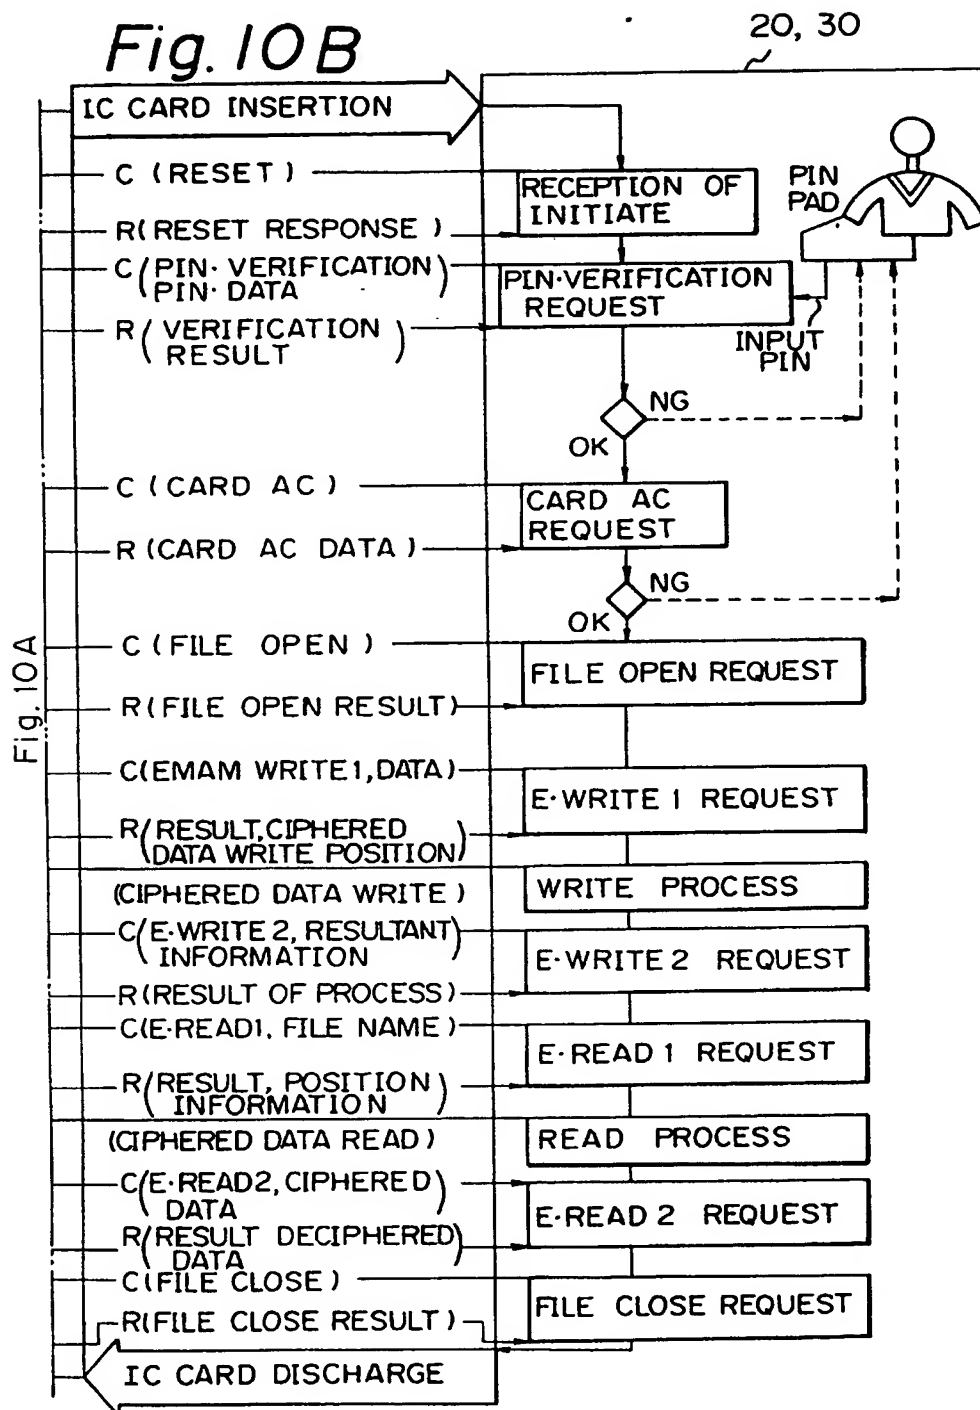 Fig. 10B
20, 30
IC CARD INSERTION
C (RESET)
RECEPTION OF
INITIATE
PIN
PAD
R(RESET RESPONSE)
C(PIN·VERIFICATION
PIN·DATA)
PIN·VERIFICATION
REQUEST
R(VERIFICATION
RESULT)
INPUT
PIN
NG
OK
C (CARD AC)
CARD AC
REQUEST
R (CARD AC DATA)
NG
OK
Fig. 10A
C (FILE OPEN)
FILE OPEN REQUEST
R(FILE OPEN RESULT)
C(EMAM WRITE1, DATA)
E·WRITE 1 REQUEST
R(RESULT, CIPHERED
DATA WRITE POSITION)
(CIPHERED DATA WRITE)
WRITE PROCESS
C(E·WRITE 2, RESULTANT
INFORMATION)
E·WRITE 2 REQUEST
R(RESULT OF PROCESS)
C(E·READ1, FILE NAME)
E·READ 1 REQUEST
R(RESULT, POSITION
INFORMATION)
(CIPHERED DATA READ)
READ PROCESS
C(E·READ2, CIPHERED
DATA)
E·READ 2 REQUEST
R(RESULT DECIPHERED
DATA)
C(FILE CLOSE)
FILE CLOSE REQUEST
R(FILE CLOSE RESULT)
IC CARD DISCHARGE